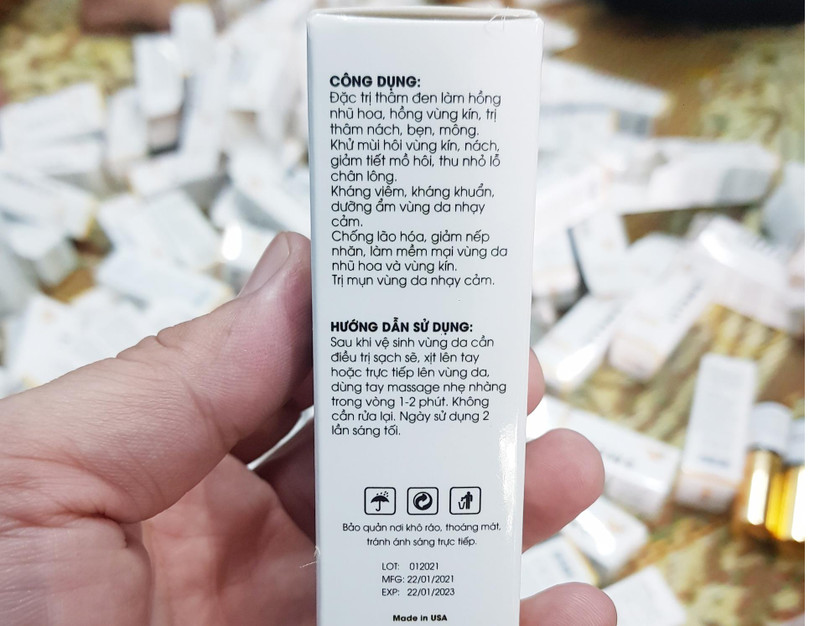 CÔNG DỤNG:
Đặc trị thâm đen làm hồng
nhũ hoa, hồng vùng kín, trị
thâm nách, bẹn, mông.
Khử mùi hôi vùng kín, nách,
giảm tiết mồ hôi, thu nhỏ lỗ
chân lông.
Kháng viêm, kháng khuẩn,
dưỡng ẩm vùng da nhạy
cảm.
Chống lão hóa, giảm nếp
nhăn, làm mềm mại vùng da
nhũ hoa và vùng kín.
Trị mụn vùng da nhạy cảm.
HƯỚNG DẪN SỬ DỤNG:
Sau khi vệ sinh vùng da cần
điều trị sạch sẽ, xịt lên tay
hoặc trực tiếp lên vùng da,
dùng tay massage nhẹ nhàng
trong vòng 1-2 phút. Không
cần rửa lại. Ngày sử dụng 2
lần sáng tối.
Bảo quản nơi khô ráo, thoáng mát,
tránh ánh sáng trực tiếp.
LOT: 012021
MFG: 22/01/2021
EXP: 22/01/2023
Made in USA